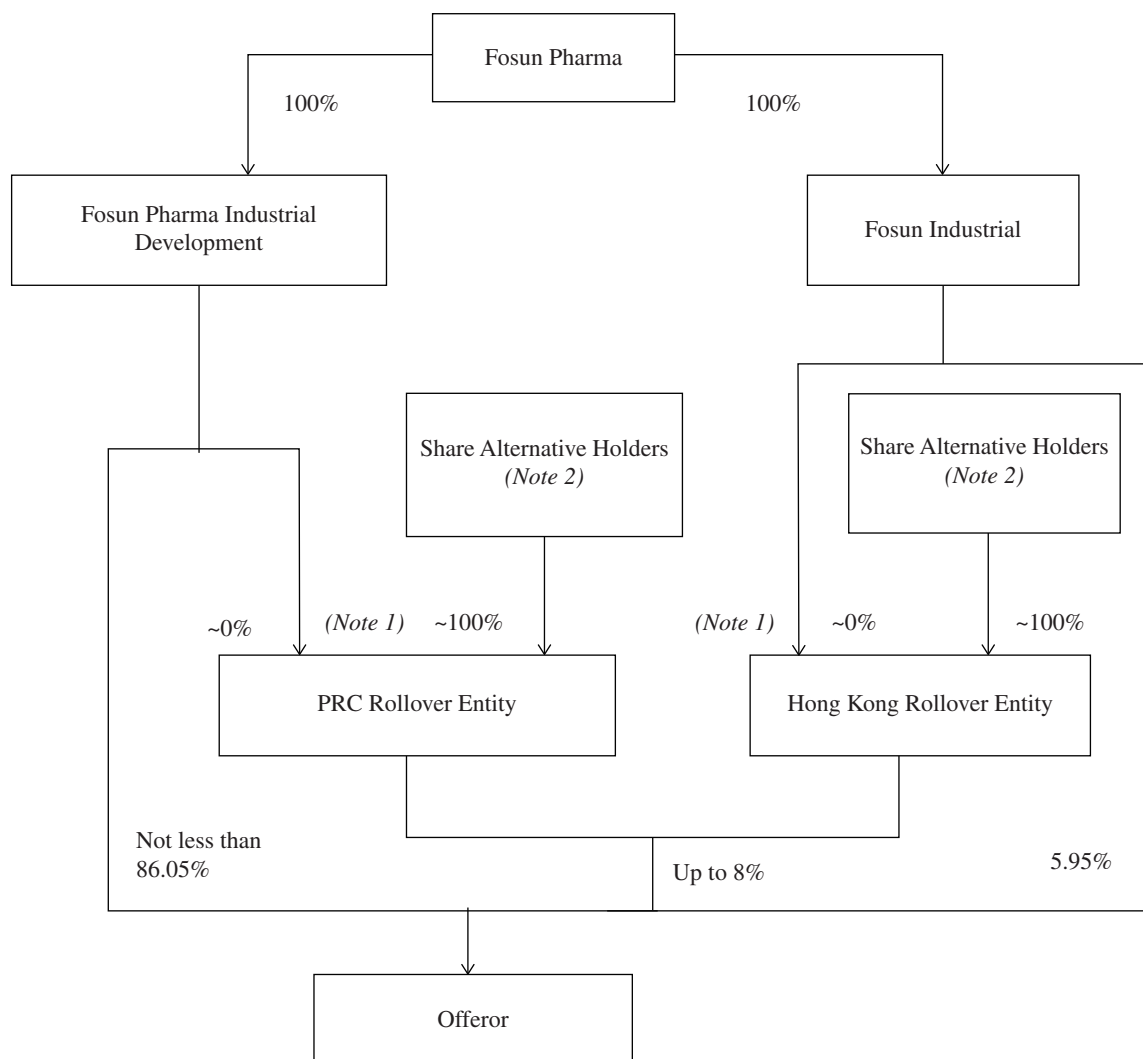 Fosun Pharma
100%
100%
Fosun Pharma Industrial
Development
Fosun Industrial
Share Alternative Holders
(Note 2)
Share Alternative Holders
(Note 2)
~0%
(Note 1)
~100%
(Note 1)
~0%
~100%
PRC Rollover Entity
Hong Kong Rollover Entity
Not less than
86.05%
Up to 8%
5.95%
Offeror